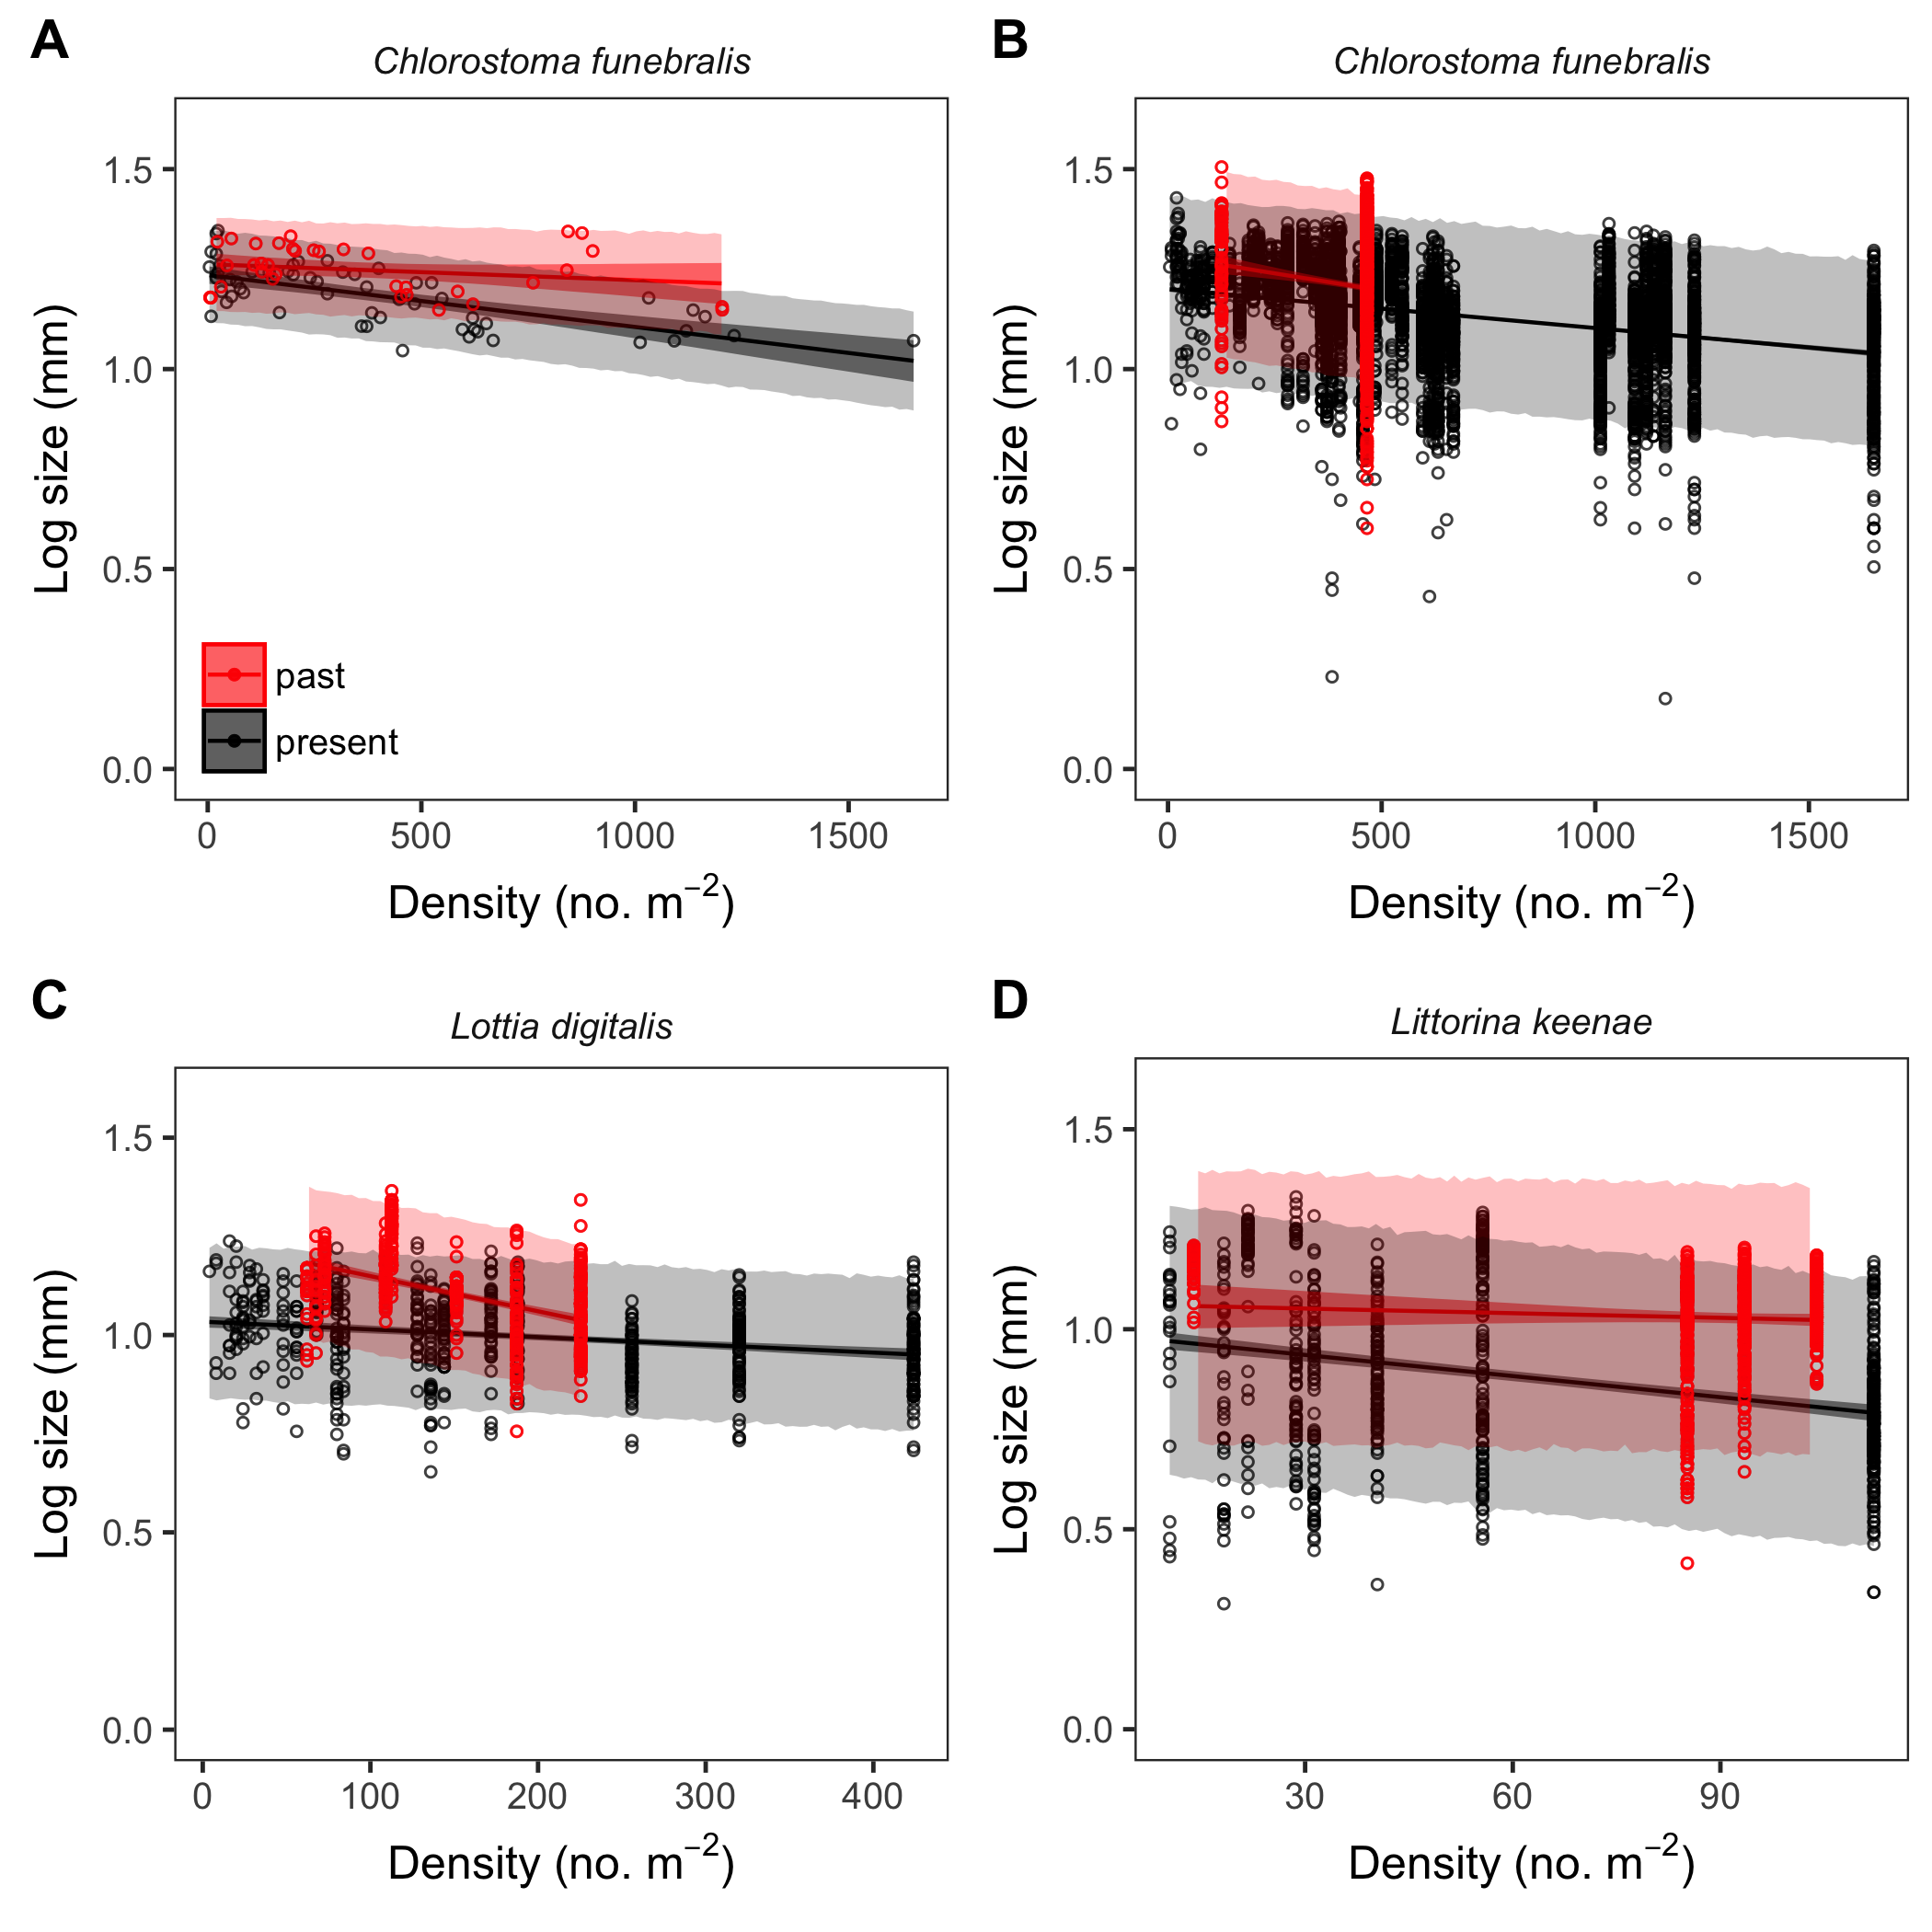 A
Chlorostoma funebralis
1.5
1.0
0.5
0.0
Log size (mm)
past
present
0 500 1000 1500
Density (no. m⁻²)
B
Chlorostoma funebralis
1.5
1.0
0.5
0.0
Log size (mm)
0 500 1000 1500
Density (no. m⁻²)
C
Lottia digitalis
1.5
1.0
0.5
0.0
Log size (mm)
0 100 200 300 400
Density (no. m⁻²)
D
Littorina keenae
1.5
1.0
0.5
0.0
Log size (mm)
30 60 90
Density (no. m⁻²)